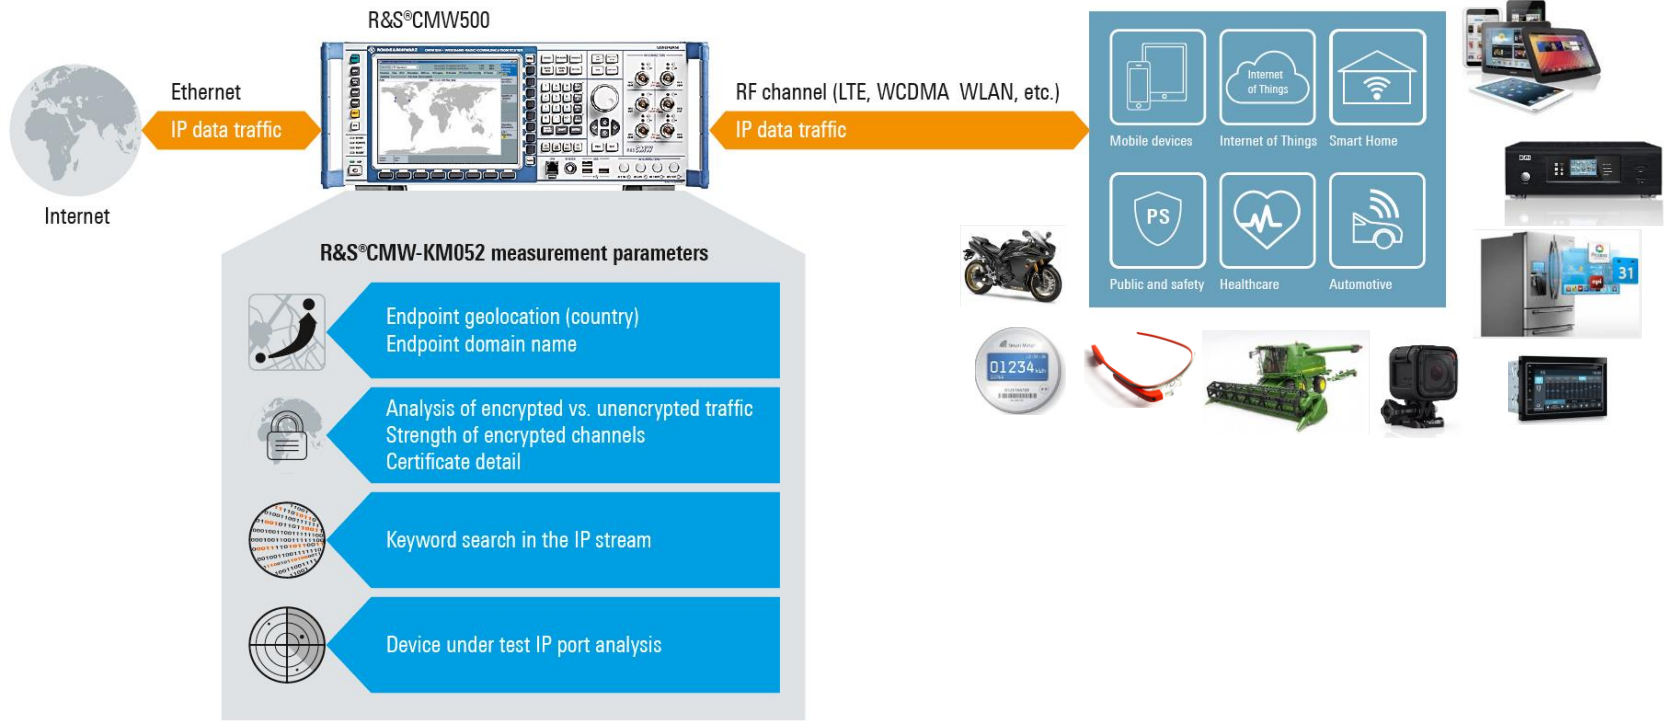 R&S®CMW500
Ethernet
IP data traffic
Internet
RF channel (LTE, WCDMA WLAN, etc.)
IP data traffic
Internet
of Things
Mobile devices
Internet of Things
Smart Home
PS
Public and safety
Healthcare
Automotive
R&S®CMW-KM052 measurement parameters
Endpoint geolocation (country)
Endpoint domain name
Analysis of encrypted vs. unencrypted traffic
Strength of encrypted channels
Certificate detail
Keyword search in the IP stream
Device under test IP port analysis
Smart Meter
01234 kWh
31